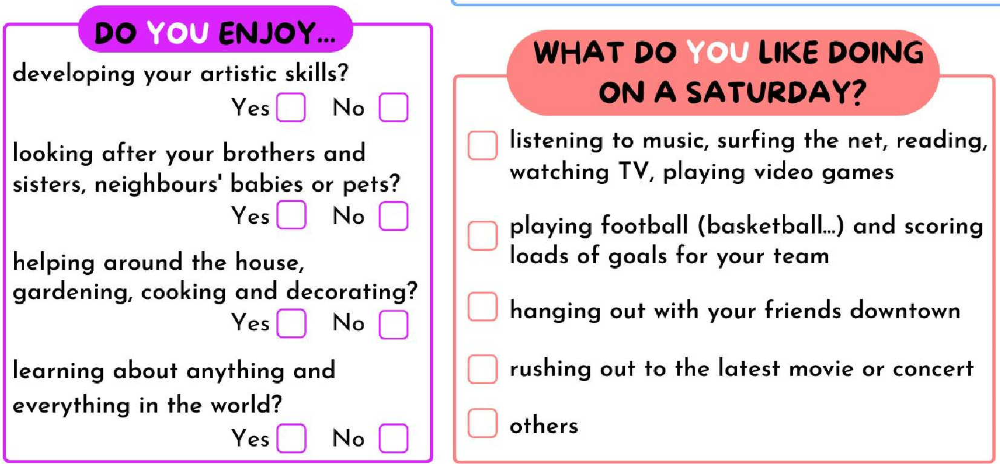 DO YOU ENJOY...
developing your artistic skills?
Yes No
looking after your brothers and
sisters, neighbours' babies or pets?
Yes No
helping around the house,
gardening, cooking and decorating?
Yes No
learning about anything and
everything in the world?
Yes No
WHAT DO YOU LIKE DOING
ON A SATURDAY?
listening to music, surfing the net, reading,
watching TV, playing video games
playing football (basketball...) and scoring
loads of goals for your team
hanging out with your friends downtown
rushing out to the latest movie or concert
others